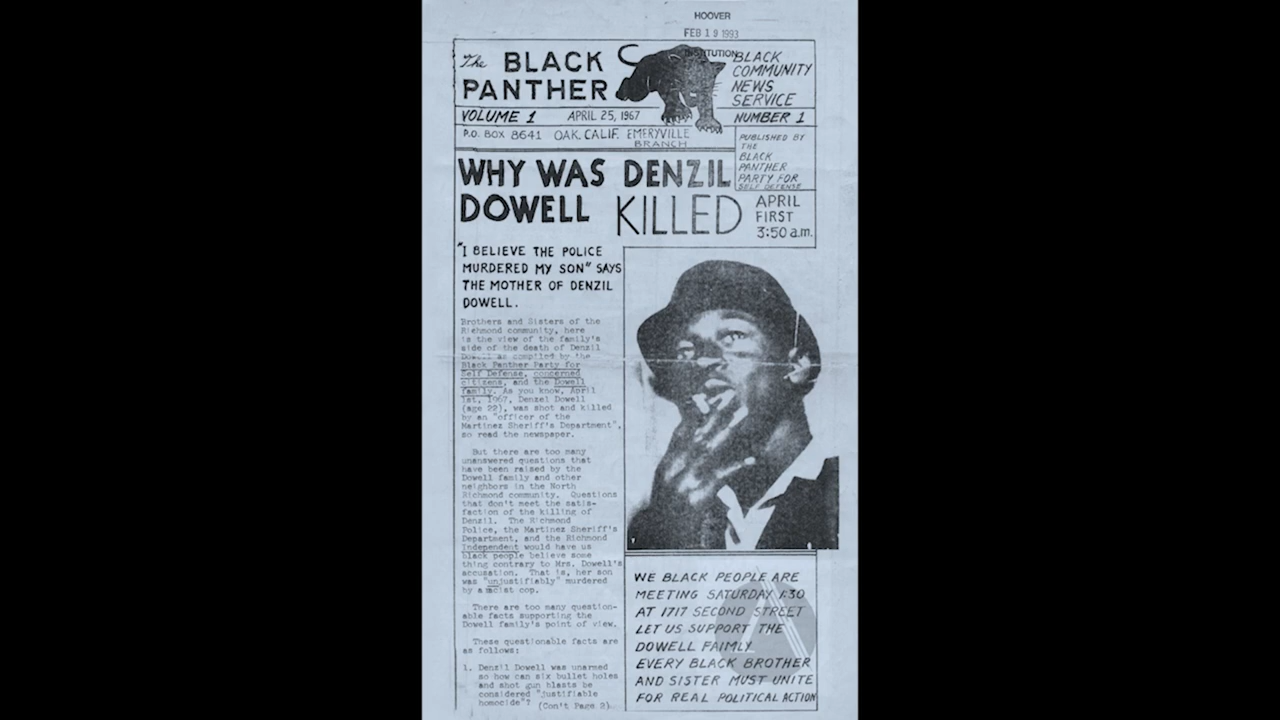 HOOVER
FEB 19 1993
INSTITUTION
The BLACK
PANTHER
BLACK
COMMUNITY
NEWS
SERVICE
VOLUME 1 APRIL 25, 1967 NUMBER 1
P.O. BOX 8641 OAK. CALIF. EMERYVILLE
BRANCH
PUBLISHED BY
THE
BLACK
PANTHER
PARTY FOR
SELF DEFENSE
WHY WAS DENZIL
DOWELL KILLED
APRIL
FIRST
3:50 a.m.
"I BELIEVE THE POLICE
MURDERED MY SON" SAYS
THE MOTHER OF DENZIL
DOWELL.
Brothers and Sisters of the
Richmond community, here
is the view of the family's
side of the death of Denzil
Dowell as compiled by the
Black Panther Party for
Self Defense, concerned
citizens, and the Dowell
family. As you know, April
1st, 1967, Denzel Dowell
(age 22), was shot and killed
by an "officer of the
Martinez Sheriff's Department",
so read the newspaper.
But there are too many
unanswered questions that
have been raised by the
Dowell family and other
neighbors in the North
Richmond community. Questions
that don't meet the satis-
faction of the killing of
Denzil. The Richmond
Police, the Martinez Sheriff's
Department, and the Richmond
Independent would have us
black people believe some
thing contrary to Mrs. Dowell's
accusation. That is, her son
was "unjustifiably" murdered
by a racist cop.
There are too many question-
able facts supporting the
Dowell family's point of view.
These questionable facts are
as follows:
1. Denzil Dowell was unarmed
so how can six bullet holes
and shot gun blasts be
considered "justifiable
homocide"? (Con't Page 2)
WE BLACK PEOPLE ARE
MEETING SATURDAY 1:30
AT 1717 SECOND STREET
LET US SUPPORT THE
DOWELL FAIMLY
EVERY BLACK BROTHER
AND SISTER MUST UNITE
FOR REAL POLITICAL ACTION